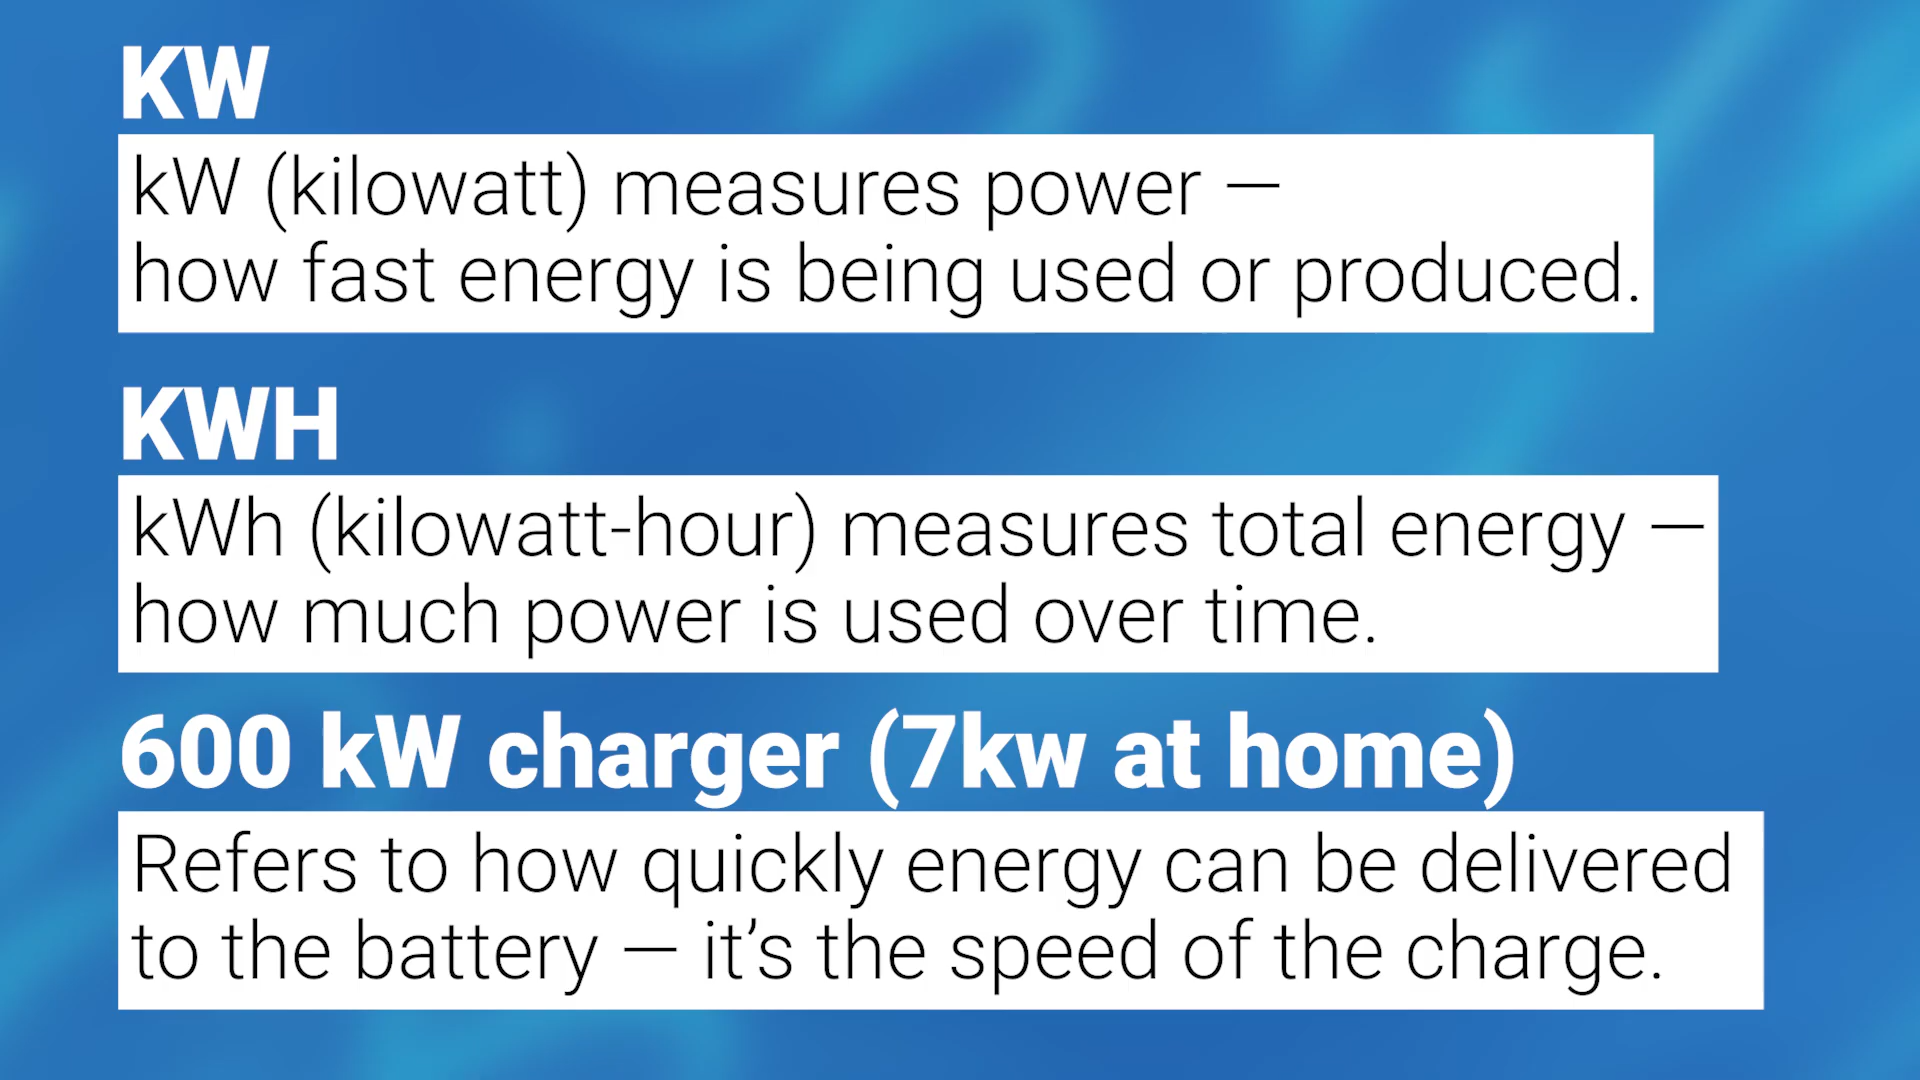 KW
kW (kilowatt) measures power —
how fast energy is being used or produced.
KWH
kWh (kilowatt-hour) measures total energy —
how much power is used over time.
600 kW charger (7kw at home)
Refers to how quickly energy can be delivered
to the battery — it’s the speed of the charge.